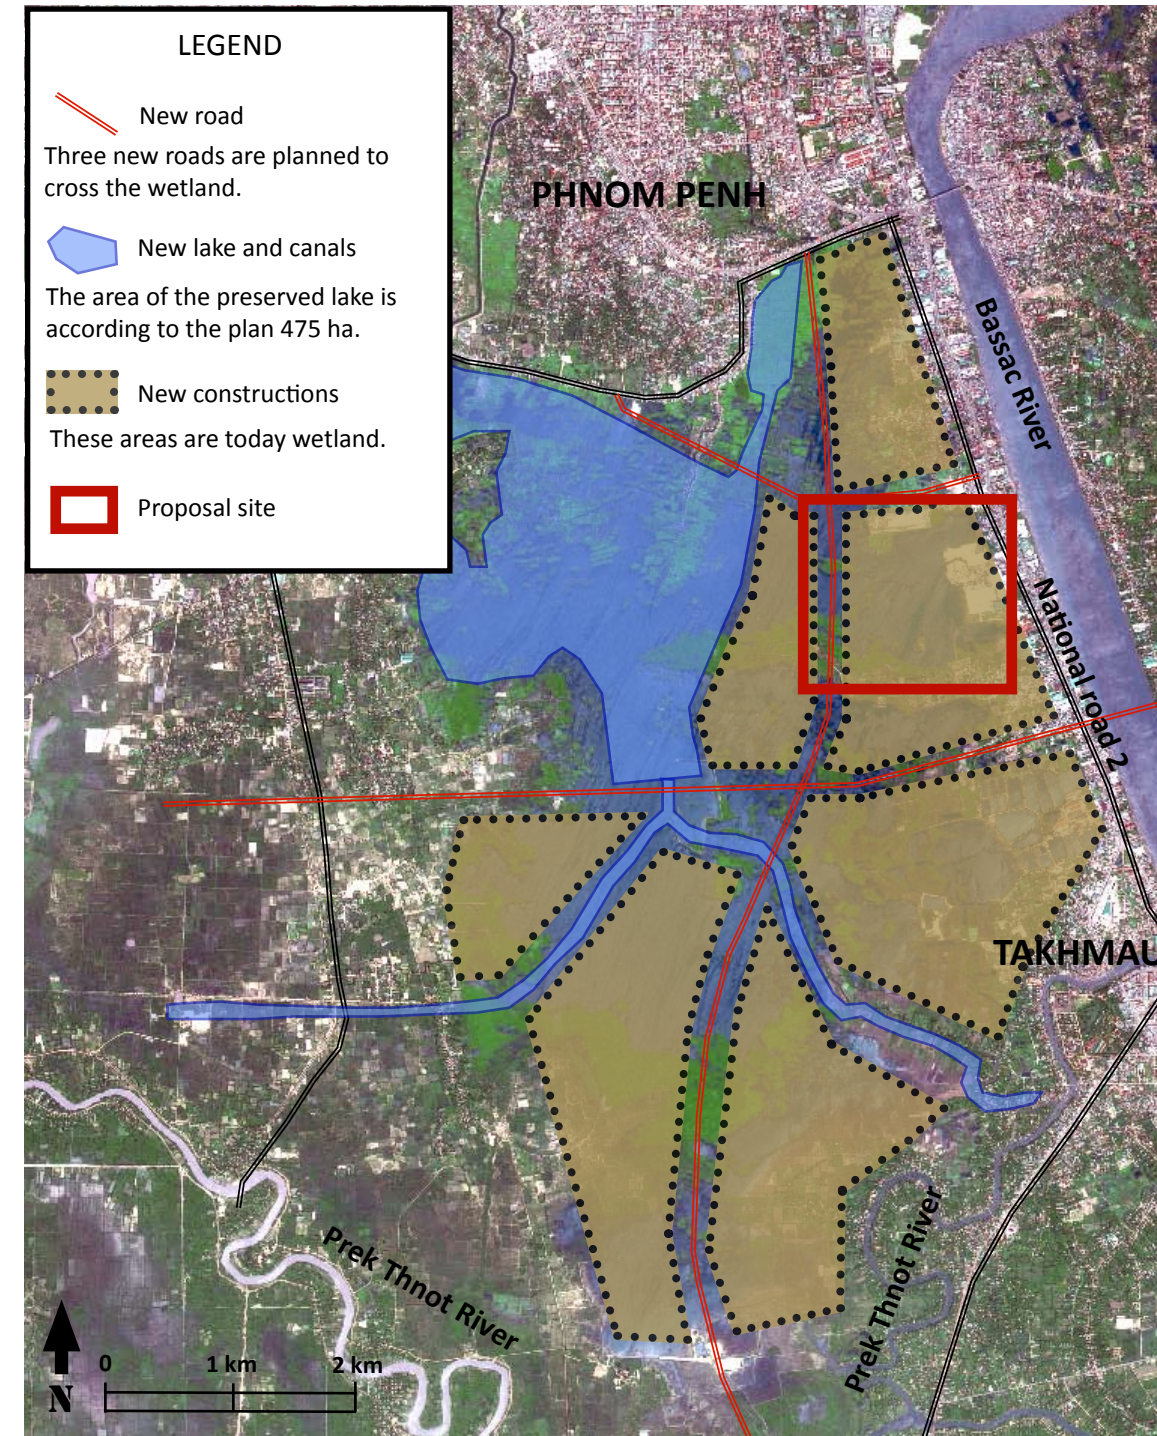 LEGEND
New road
Three new roads are planned to
cross the wetland.
New lake and canals
The area of the preserved lake is
according to the plan 475 ha.
New constructions
These areas are today wetland.
Proposal site
PHNOM PENH
Bassac River
National road 2
TAKHMAU
Prek Thnot River
Prek Thnot River
0 1 km 2 km
N